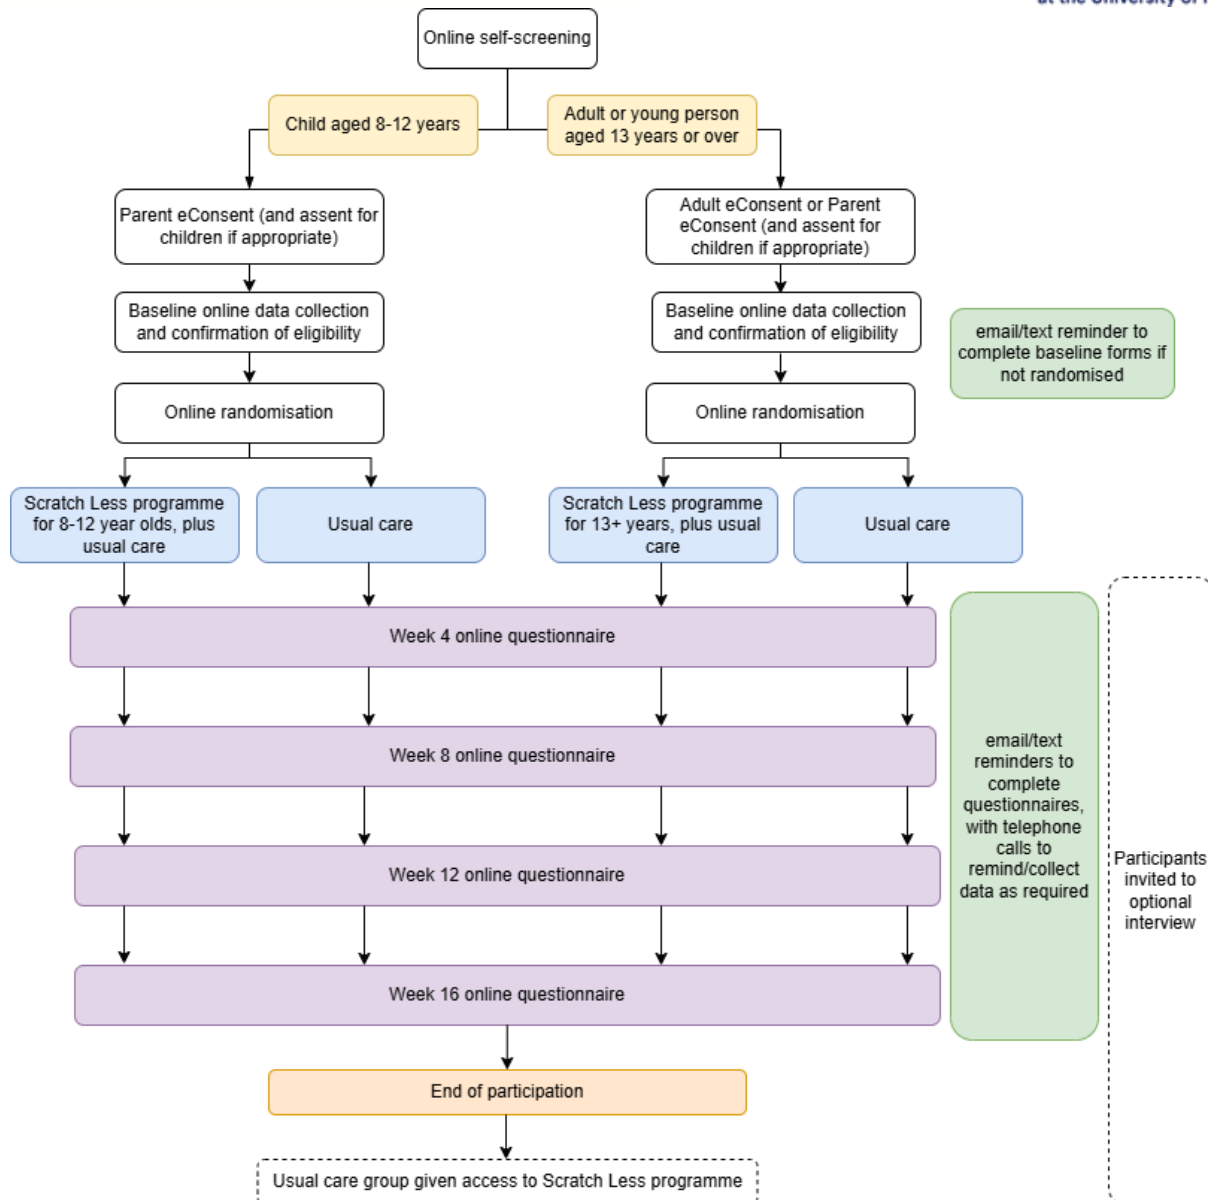 at the University of
Online self-screening
Child aged 8-12 years
Adult or young person
aged 13 years or over
Parent eConsent (and assent for
children if appropriate)
Adult eConsent or Parent
eConsent (and assent for
children if appropriate)
Baseline online data collection
and confirmation of eligibility
Baseline online data collection
and confirmation of eligibility
email/text reminder to
complete baseline forms if
not randomised
Online randomisation
Online randomisation
Scratch Less programme
for 8-12 year olds, plus
usual care
Usual care
Scratch Less programme
for 13+ years, plus usual
care
Usual care
Week 4 online questionnaire
Week 8 online questionnaire
Week 12 online questionnaire
Week 16 online questionnaire
email/text
reminders to
complete
questionnaires,
with telephone
calls to
remind/collect
data as required
Participants
invited to
optional
interview
End of participation
Usual care group given access to Scratch Less programme